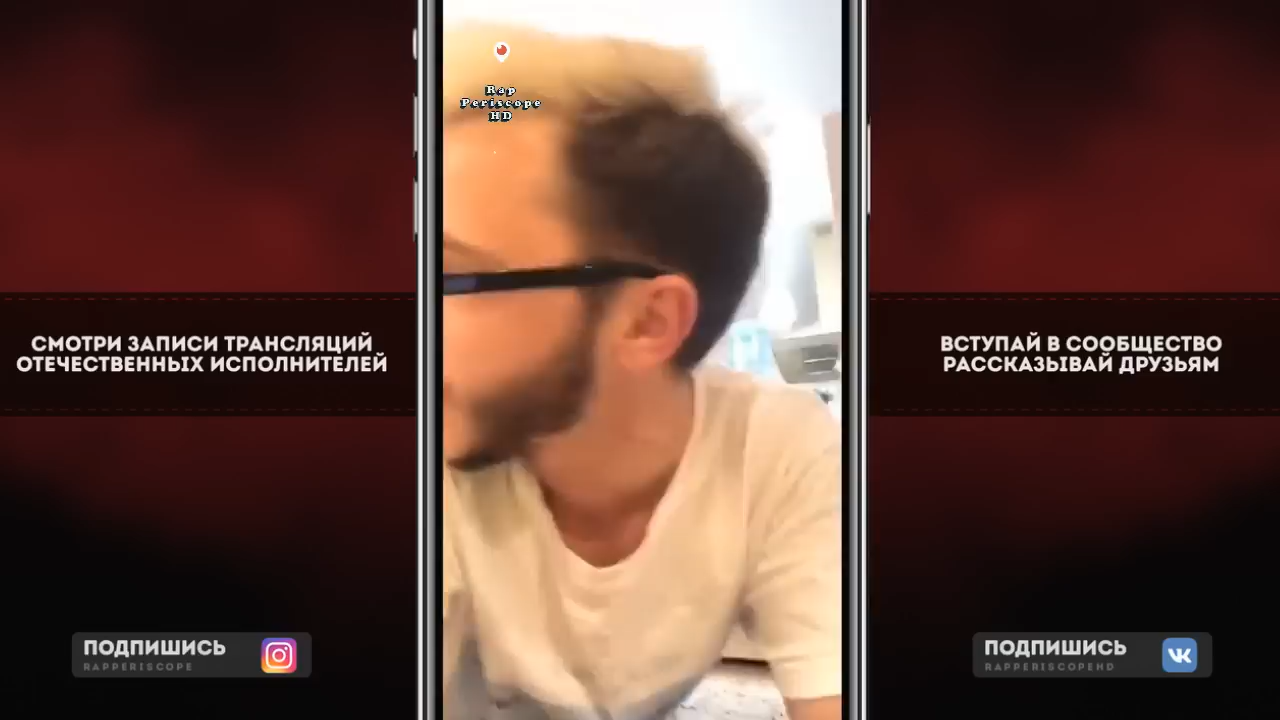 Rap
Periscope
HD
СМОТРИ ЗАПИСИ ТРАНСЛЯЦИЙ
ОТЕЧЕСТВЕННЫХ ИСПОЛНИТЕЛЕЙ
ВСТУПАЙ В СООБЩЕСТВО
РАССКАЗЫВАЙ ДРУЗЬЯМ
ПОДПИШИСЬ
RAPPERISCOPE
ПОДПИШИСЬ
RAPPERISCOPEHD